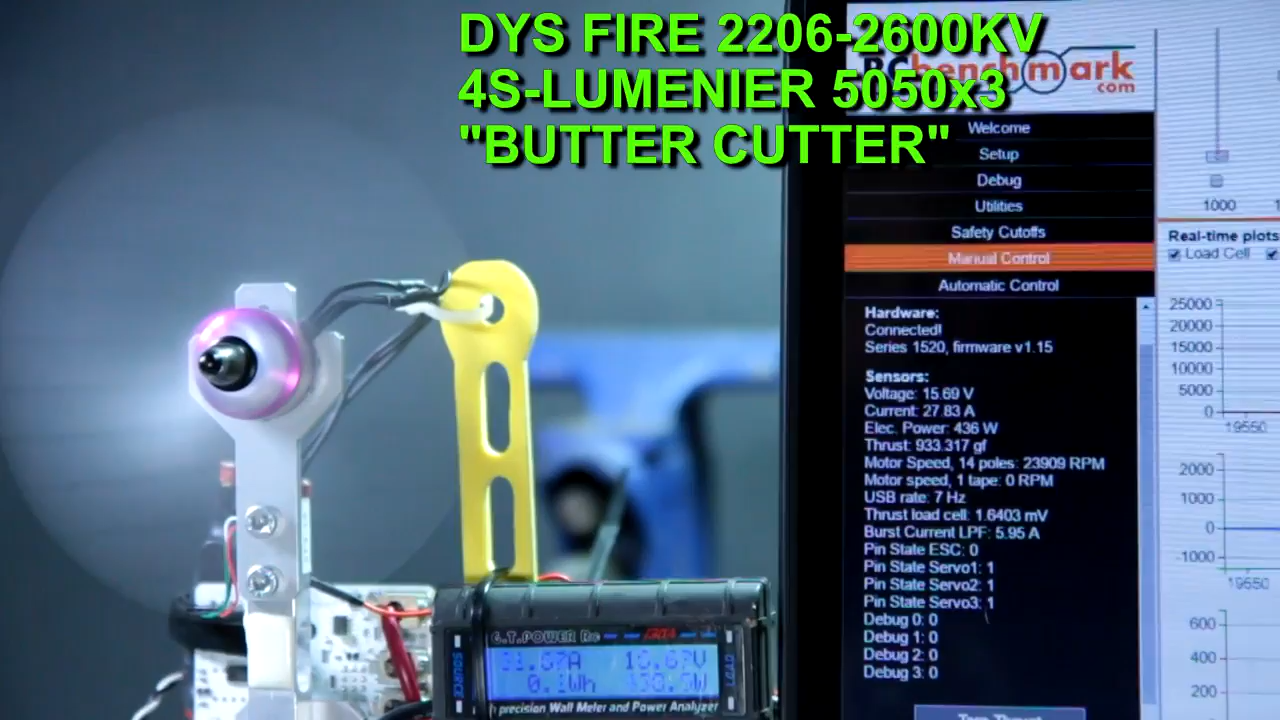 DYS FIRE 2206-2600KV
4S-LUMENIER 5050x3
"BUTTER CUTTER"
RCbenchmark
.com
Welcome
Setup
Debug
Utilities
Safety Cutoffs
Manual Control
Automatic Control
Hardware:
Connected!
Series 1520, firmware v1.15
Sensors:
Voltage: 15.69 V
Current: 27.83 A
Elec. Power: 436 W
Thrust: 933.317 gf
Motor Speed, 14 poles: 23909 RPM
Motor speed, 1 tape: 0 RPM
USB rate: 7 Hz
Thrust load cell: 1.6403 mV
Burst Current LPF: 5.95 A
Pin State ESC: 0
Pin State Servo1: 1
Pin State Servo2: 1
Pin State Servo3: 1
Debug 0: 0
Debug 1: 0
Debug 2: 0
Debug 3: 0
1000
Real-time plots
Load Cell
25000
20000
15000
10000
5000
0
19550
2000
1000
0
-1000
19550
600
400
200
G.T.POWER RC
SOURCE
0.1Wh
precision Watt Meter and Power Analyzer